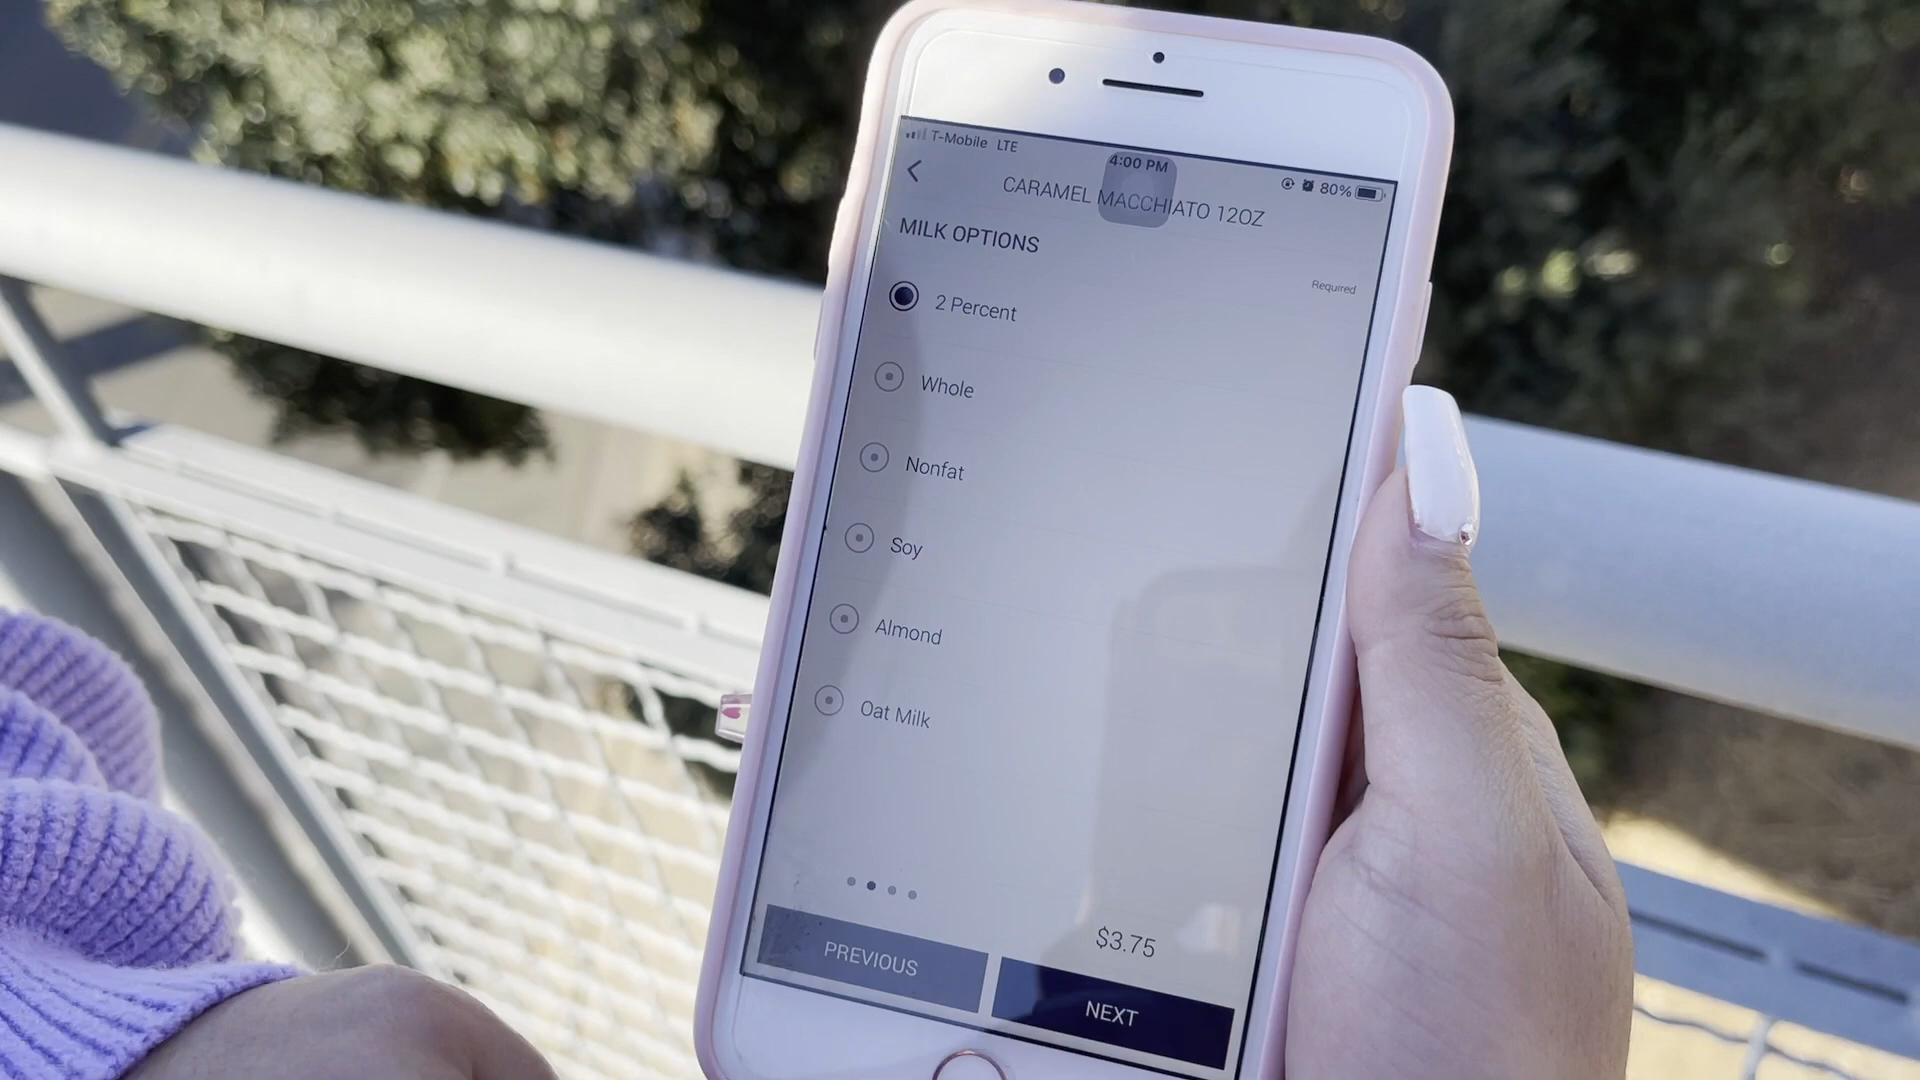 T-Mobile LTE 4:00 PM 80%
CARAMEL MACCHIATO 12OZ
MILK OPTIONS
Required
2 Percent
Whole
Nonfat
Soy
Almond
Oat Milk
$3.75
PREVIOUS NEXT